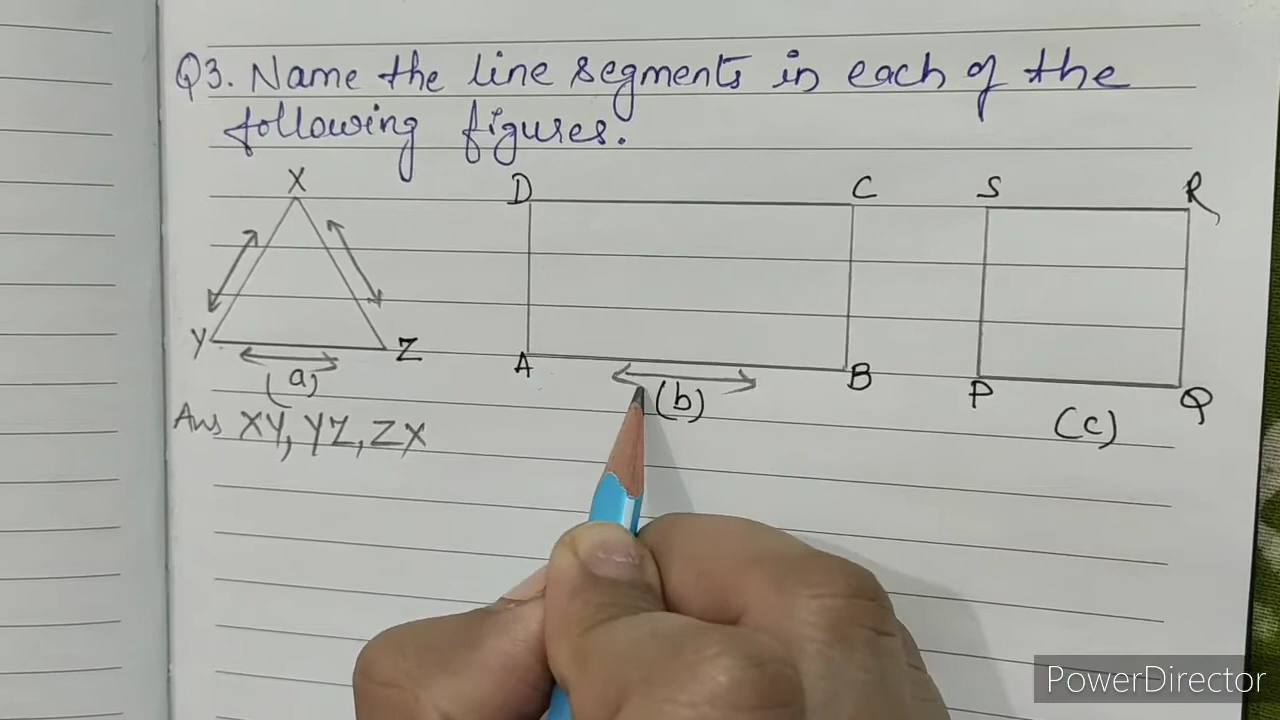 Q3. Name the line segments in each of the
following figures.
X
D
C
S
R
Y
Z
A
B
P
Q
(a)
(b)
(c)
Ans XY, YZ, ZX
PowerDirector